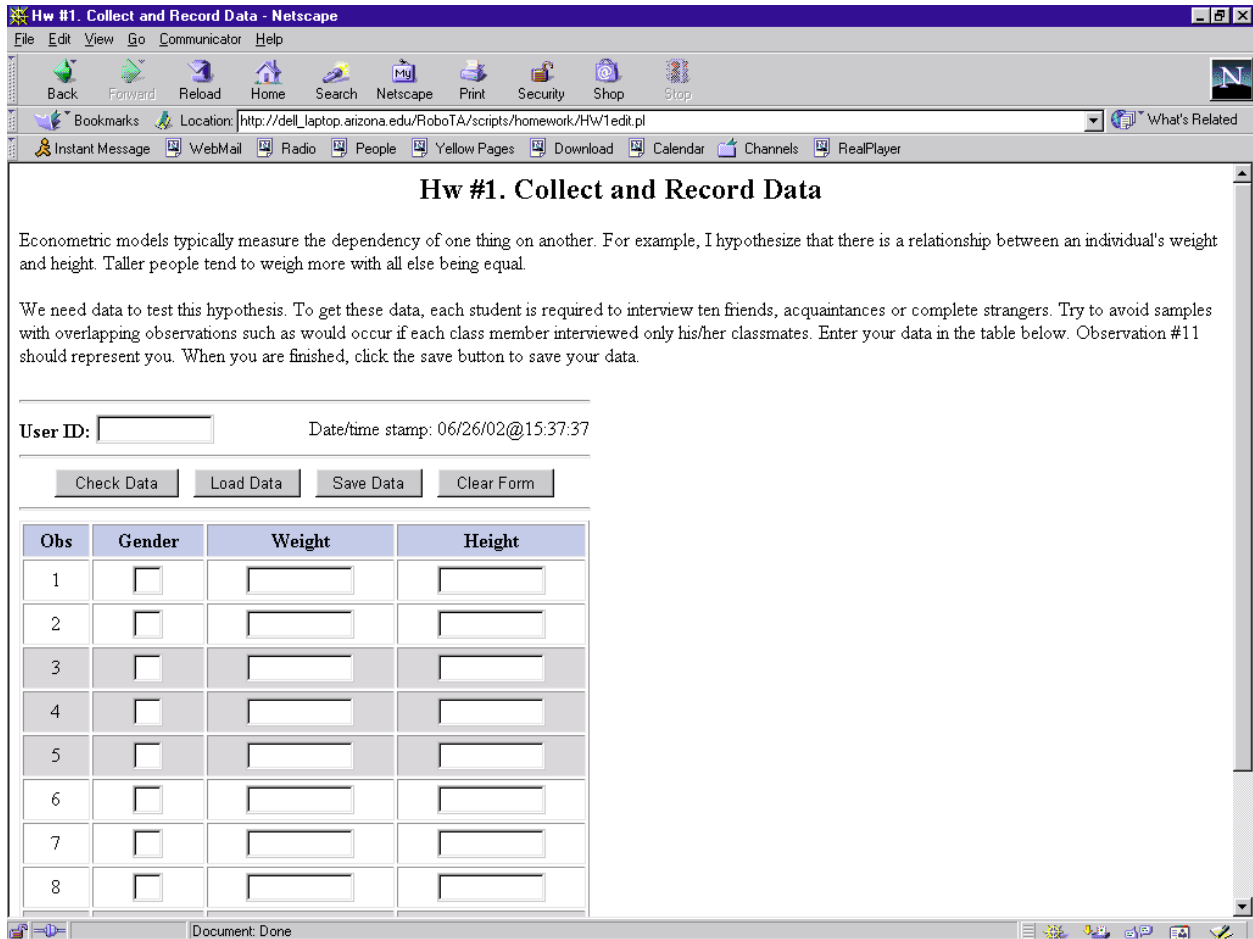 Hw #1. Collect and Record Data - Netscape
File Edit View Go Communicator Help
My
Back Forward Reload Home Search Netscape Print Security Shop Stop
N
Bookmarks Location: http://dell_laptop.arizona.edu/RoboTA/scripts/homework/HW1edit.pl What's Related
Instant Message WebMail Radio People Yellow Pages Download Calendar Channels RealPlayer
Hw #1. Collect and Record Data
Econometric models typically measure the dependency of one thing on another. For example, I hypothesize that there is a relationship between an individual's weight
and height. Taller people tend to weigh more with all else being equal.
We need data to test this hypothesis. To get these data, each student is required to interview ten friends, acquaintances or complete strangers. Try to avoid samples
with overlapping observations such as would occur if each class member interviewed only his/her classmates. Enter your data in the table below. Observation #11
should represent you. When you are finished, click the save button to save your data.
User ID: Date/time stamp: 06/26/02@15:37:37
Check Data Load Data Save Data Clear Form
Obs Gender Weight Height
1
2
3
4
5
6
7
8
Document: Done